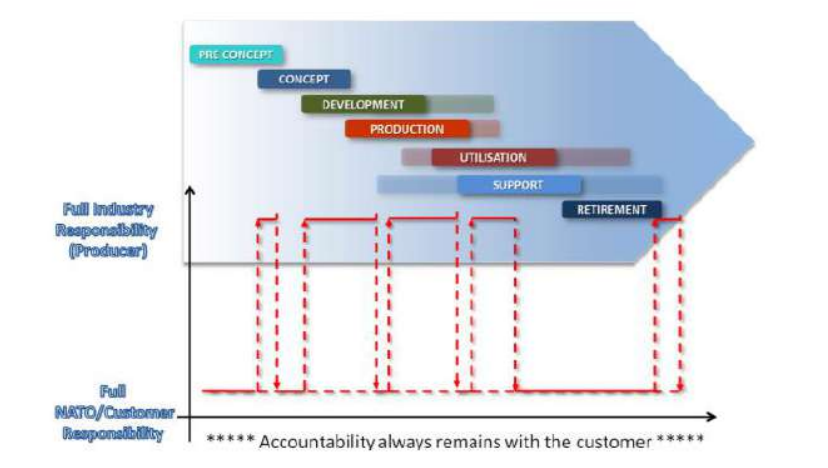 PRE CONCEPT
CONCEPT
DEVELOPMENT
PRODUCTION
UTILISATION
SUPPORT
RETIREMENT
Full Industry
Responsibility
(Producer)
Full
NATO/Customer
Responsibility
***** Accountability always remains with the customer *****